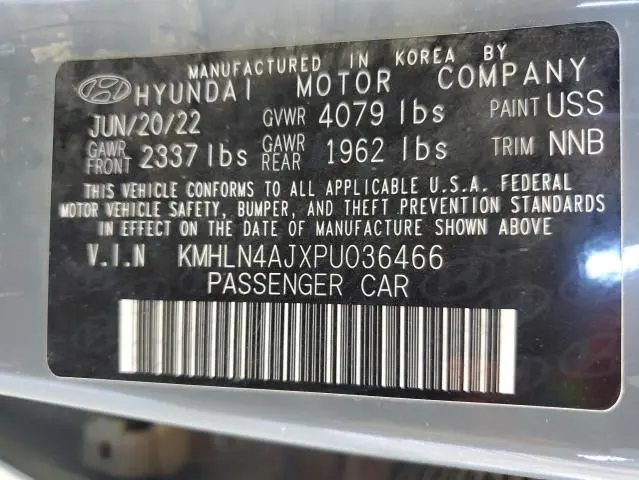 MANUFACTURED IN KOREA BY
HYUNDAI MOTOR COMPANY
JUN/20/22 GVWR 4079 lbs PAINT USS
GAWR FRONT 2337 lbs GAWR REAR 1962 lbs TRIM NNB
THIS VEHICLE CONFORMS TO ALL APPLICABLE U.S.A. FEDERAL
MOTOR VEHICLE SAFETY, BUMPER, AND THEFT PREVENTION STANDARDS
IN EFFECT ON THE DATE OF MANUFACTURE SHOWN ABOVE
V.I.N KMHLN4AJXPU036466
PASSENGER CAR